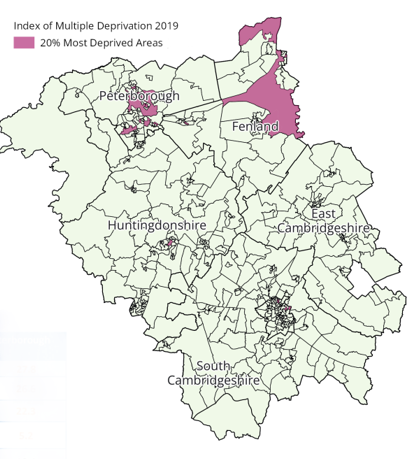 Index of Multiple Deprivation 2019
20% Most Deprived Areas
Peterborough
Fenland
Huntingdonshire
East
Cambridgeshire
South
Cambridgeshire